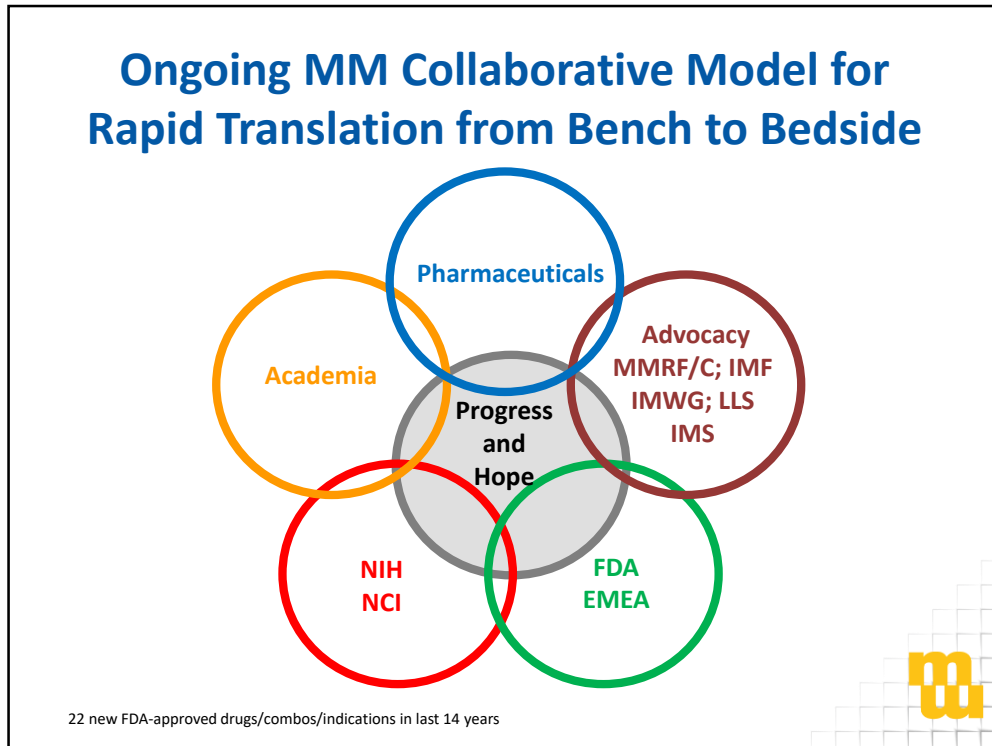 Ongoing MM Collaborative Model for
Rapid Translation from Bench to Bedside
Pharmaceuticals
Academia
Advocacy
MMRF/C; IMF
IMWG; LLS
IMS
Progress
and
Hope
NIH
NCI
FDA
EMEA
22 new FDA-approved drugs/combos/indications in last 14 years